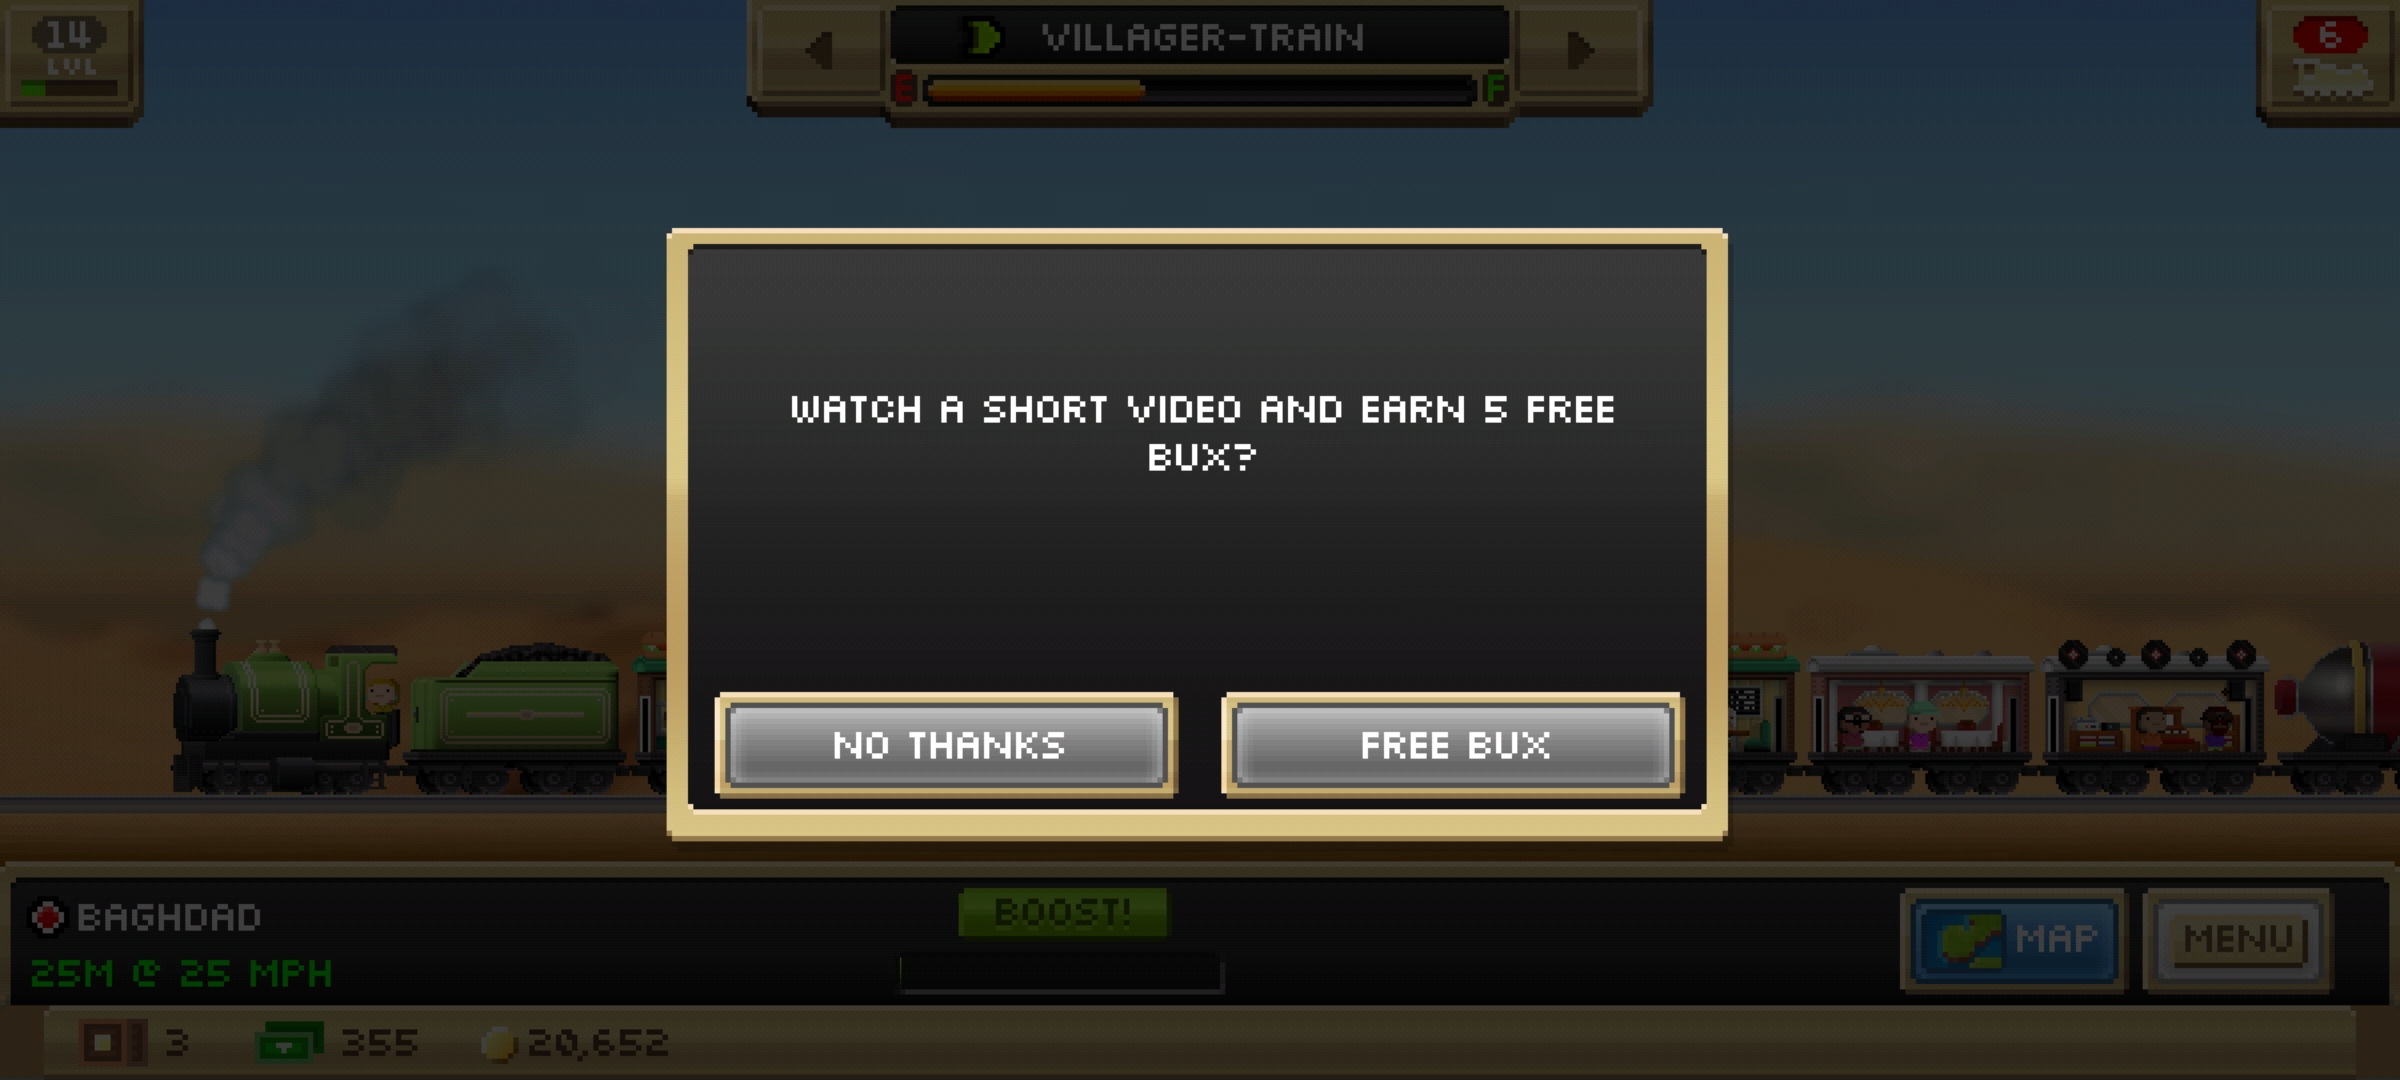 14
LVL
VILLAGER-TRAIN
E F
6
WATCH A SHORT VIDEO AND EARN 5 FREE
BUX?
NO THANKS FREE BUX
BAGHDAD
25M @ 25 MPH
BOOST!
MAP
MENU
3 355 20,652